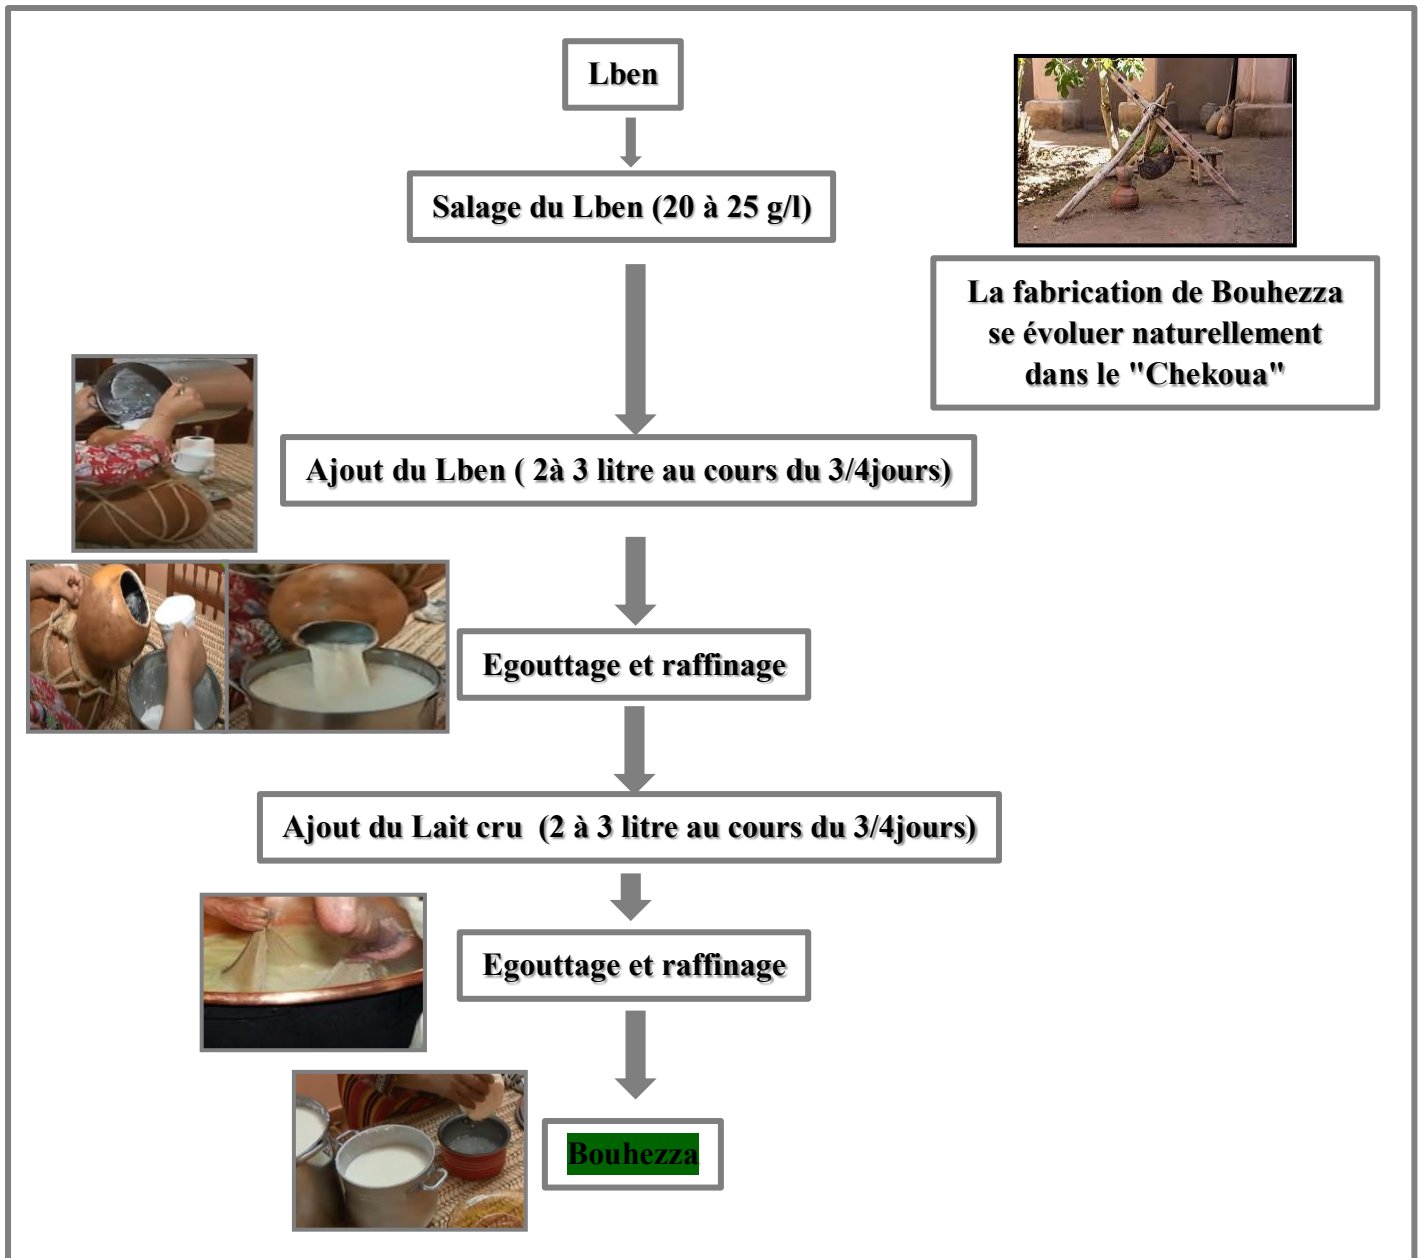 Lben
Salage du Lben (20 à 25 g/l)
La fabrication de Bouhezza
se évoluer naturellement
dans le "Chekoua"
Ajout du Lben ( 2à 3 litre au cours du 3/4jours)
Egouttage et raffinage
Ajout du Lait cru  (2 à 3 litre au cours du 3/4jours)
Egouttage et raffinage
Bouhezza